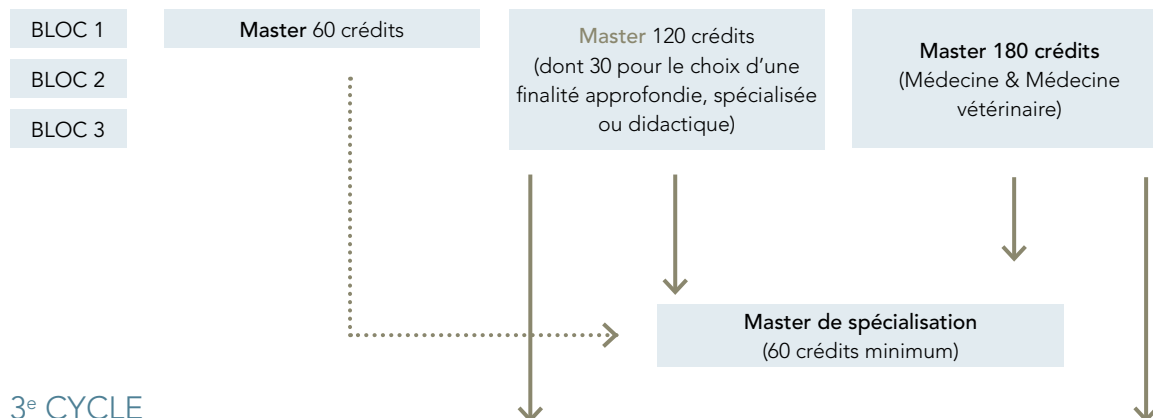 BLOC 1
BLOC 2
BLOC 3
Master 60 crédits
Master 120 crédits
(dont 30 pour le choix d’une
finalité approfondie, spécialisée
ou didactique)
Master 180 crédits
(Médecine & Médecine
vétérinaire)
Master de spécialisation
(60 crédits minimum)
3e CYCLE